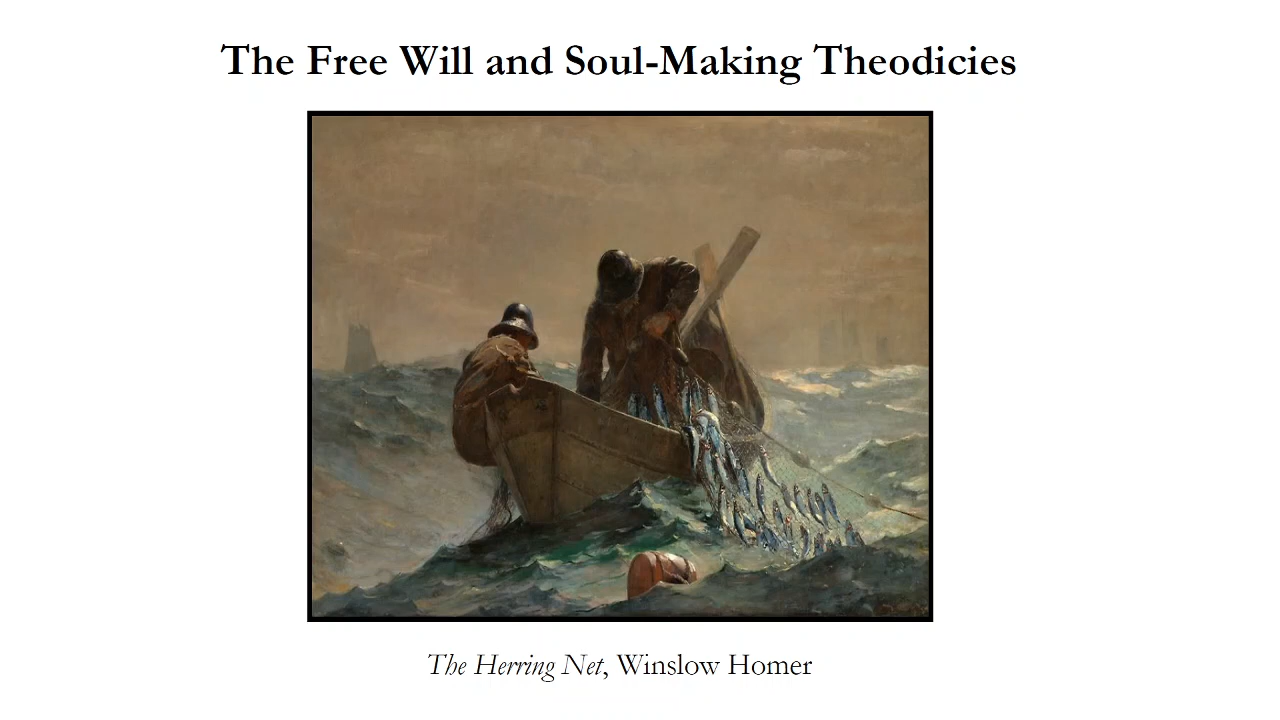 The Free Will and Soul-Making Theodicies
The Herring Net, Winslow Homer